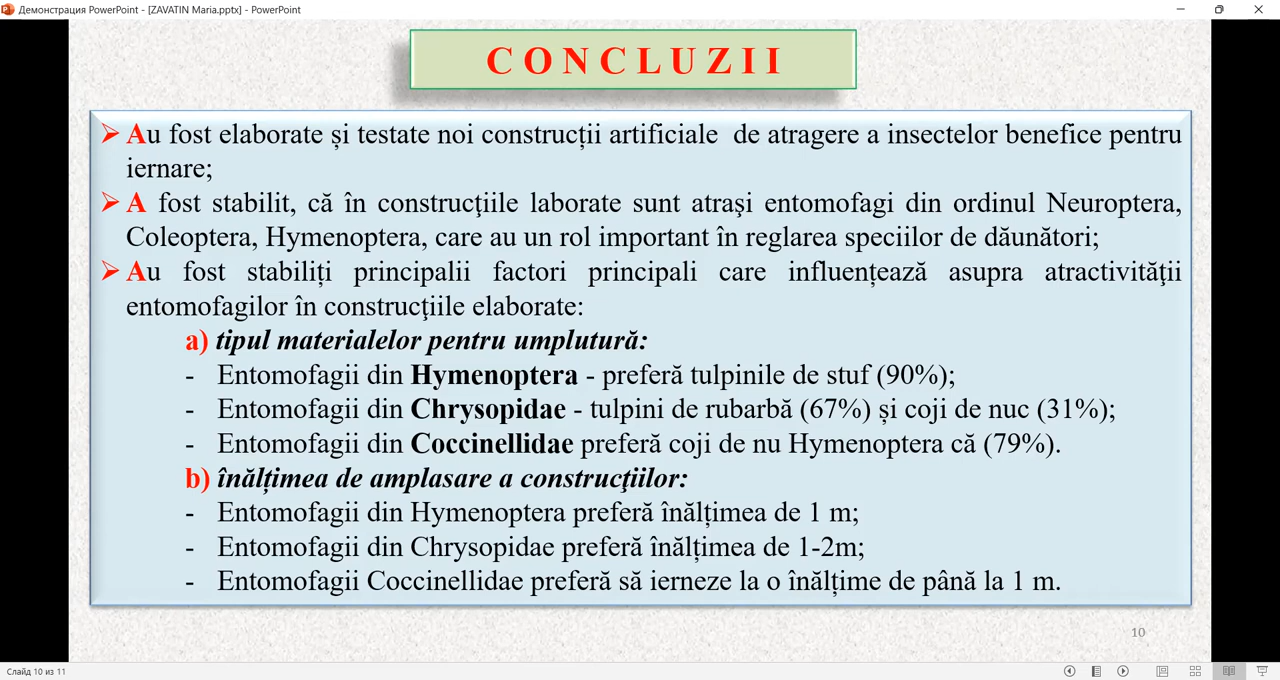 Демонстрация PowerPoint - [ZAVATIN Maria.pptx] - PowerPoint
C O N C L U Z I I
➢ Au fost elaborate și testate noi construcții artificiale de atragere a insectelor benefice pentru
iernare;
➢ A fost stabilit, că în construcţiile laborate sunt atraşi entomofagi din ordinul Neuroptera,
Coleoptera, Hymenoptera, care au un rol important în reglarea speciilor de dăunători;
➢ Au fost stabiliți principalii factori principali care influențează asupra atractivităţii
entomofagilor în construcţiile elaborate:
a) tipul materialelor pentru umplutură:
- Entomofagii din Hymenoptera - preferă tulpinile de stuf (90%);
- Entomofagii din Chrysopidae - tulpini de rubarbă (67%) și coji de nuc (31%);
- Entomofagii din Coccinellidae preferă coji de nu Hymenoptera că (79%).
b) înălțimea de amplasare a construcţiilor:
- Entomofagii din Hymenoptera preferă înălțimea de 1 m;
- Entomofagii din Chrysopidae preferă înălțimea de 1-2m;
- Entomofagii Coccinellidae preferă să ierneze la o înălțime de până la 1 m.
10
Слайд 10 из 11